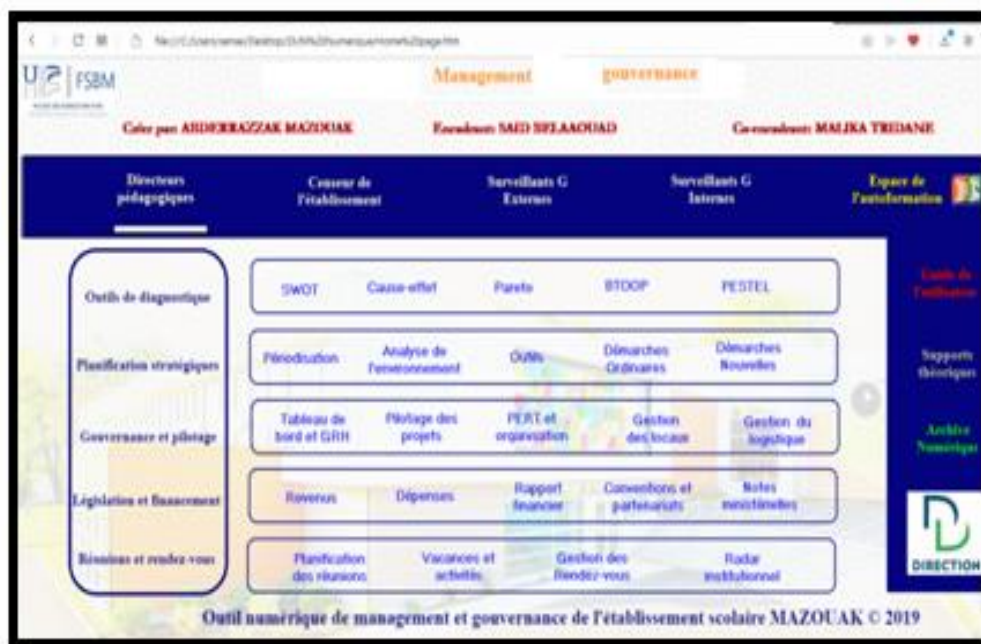 FSBM
Management gouvernance
Créer par: ABDERRAZZAK MAZOUAK Encadrant: SAID BELAAOUAD Co-encadrant: MALIKA TRIDANE
Directeurs
pédagogiques
Censeur de
l'établissement
Surveillants G
Externes
Surveillants G
Internes
Espace de
l'autoformation
Outils de diagnostique
SWOT Cause-effet Pareto BTOOP PESTEL
Guide de
l'utilisateur
Planification stratégiques
Périodisation
Analyse de
l'environnement
Outils
Démarches
Ordinaires
Démarches
Nouvelles
Supports
théoriques
Gouvernance et pilotage
Tableau de
bord et GRH
Pilotage des
projets
PERT et
organisation
Gestion
des locaux
Gestion du
logistique
Archive
Numérique
Législation et financement
Revenus
Dépenses
Rapport
financier
Conventions et
partenariats
Notes
ministérielles
Réunions et rendez-vous
Planification
des réunions
Vacances et
activités
Gestion des
Rendez-vous
Radar
institutionnel
DIRECTION
Outil numérique de management et gouvernance de l'établissement scolaire MAZOUAK © 2019